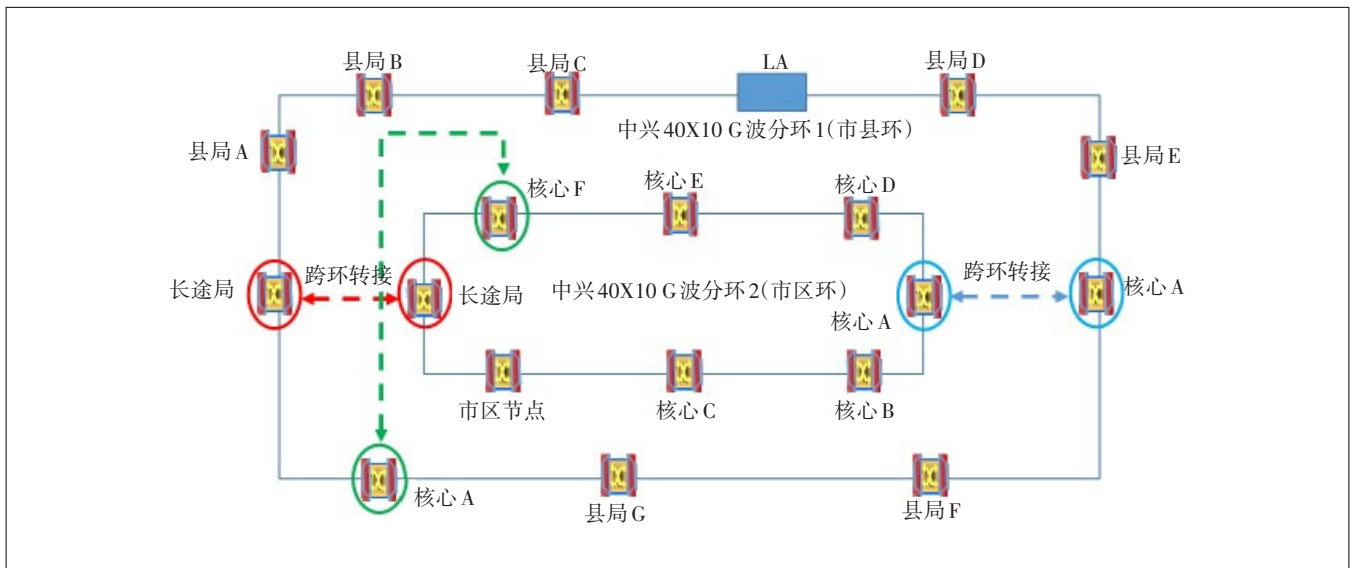 县局B
县局C
LA
县局D
中兴40X10 G波分环1(市县环)
县局A
县局E
核心F
核心E
核心D
长途局
跨环转接
长途局
中兴40X10 G波分环2(市区环)
核心A
跨环转接
核心A
市区节点
核心C
核心B
核心A
县局G
县局F